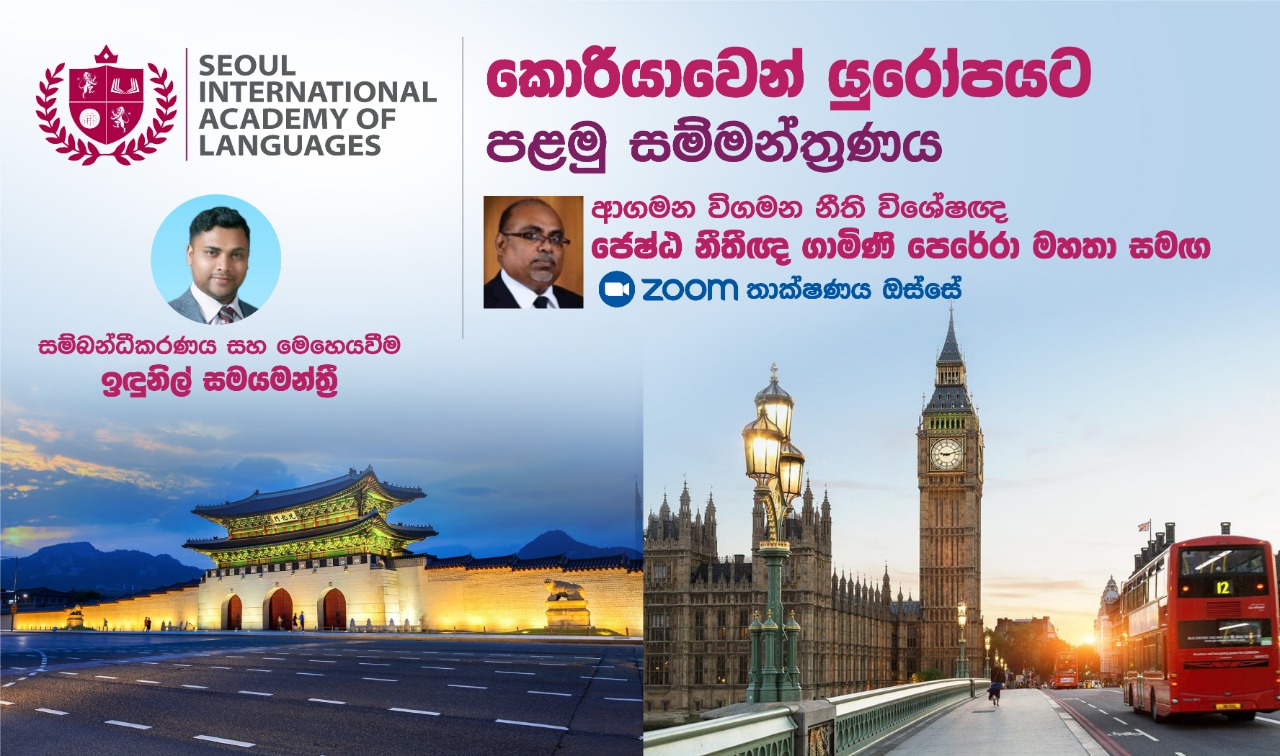 SEOUL
INTERNATIONAL
ACADEMY OF
LANGUAGES
කොරියාවෙන් යුරෝපයට
පළමු සම්මන්ත්‍රණය
ආගමන විගමන නීති විශේෂඥ
ජෙෂ්ඨ නීතීඥ ගාමිණි පෙරේරා මහතා සමඟ
zoom තාක්ෂණය ඔස්සේ
සම්බන්ධීකරණය සහ මෙහෙයවීම
ඉඳුනිල් සමයමන්ත්‍රී
12